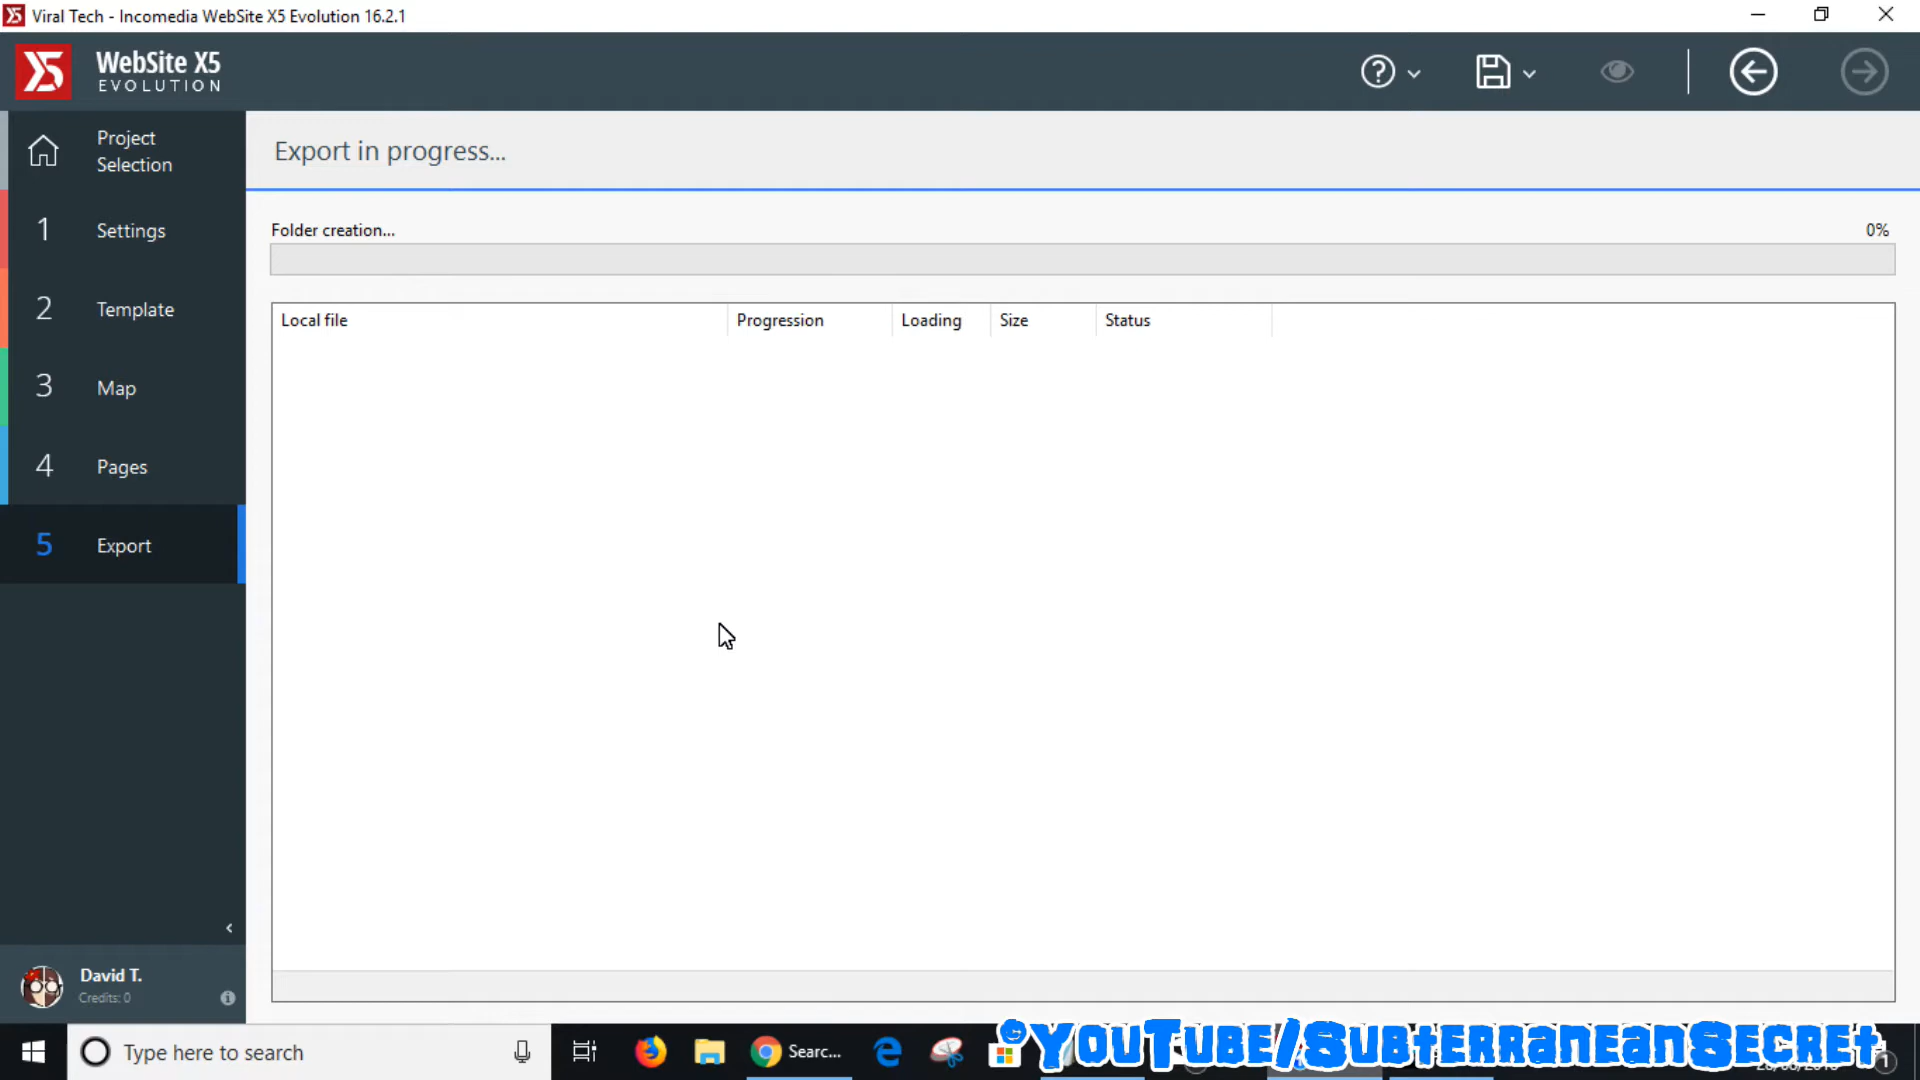 Viral Tech - Incomedia WebSite X5 Evolution 16.2.1
WebSite X5
EVOLUTION
Project
Selection
1 Settings
2 Template
3 Map
4 Pages
5 Export
Export in progress...
Folder creation... 0%
Local file Progression Loading Size Status
David T.
Credits: 0
Type here to search
Searc...
@YouTube/SubterraneanSecret
1